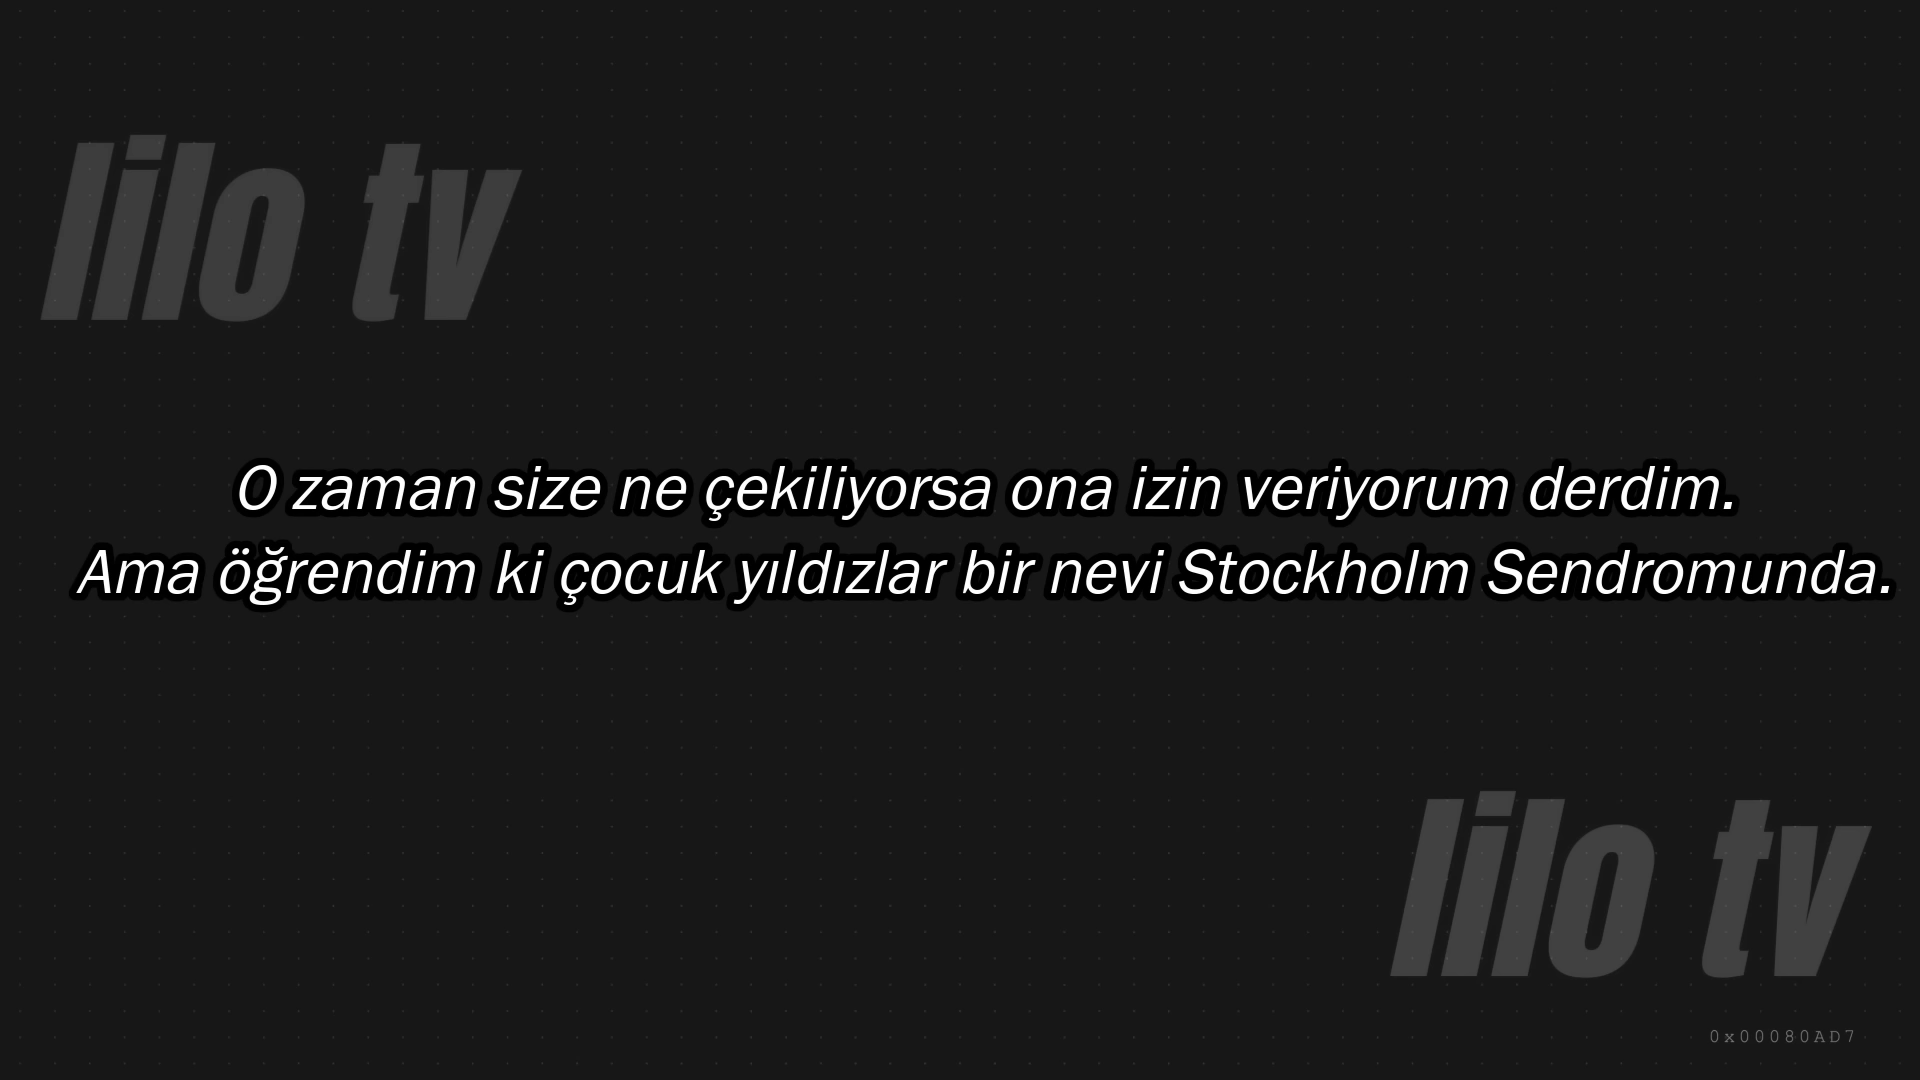 lilo tv
O zaman size ne çekiliyorsa ona izin veriyorum derdim.
Ama öğrendim ki çocuk yıldızlar bir nevi Stockholm Sendromunda.
lilo tv
0x00080AD7